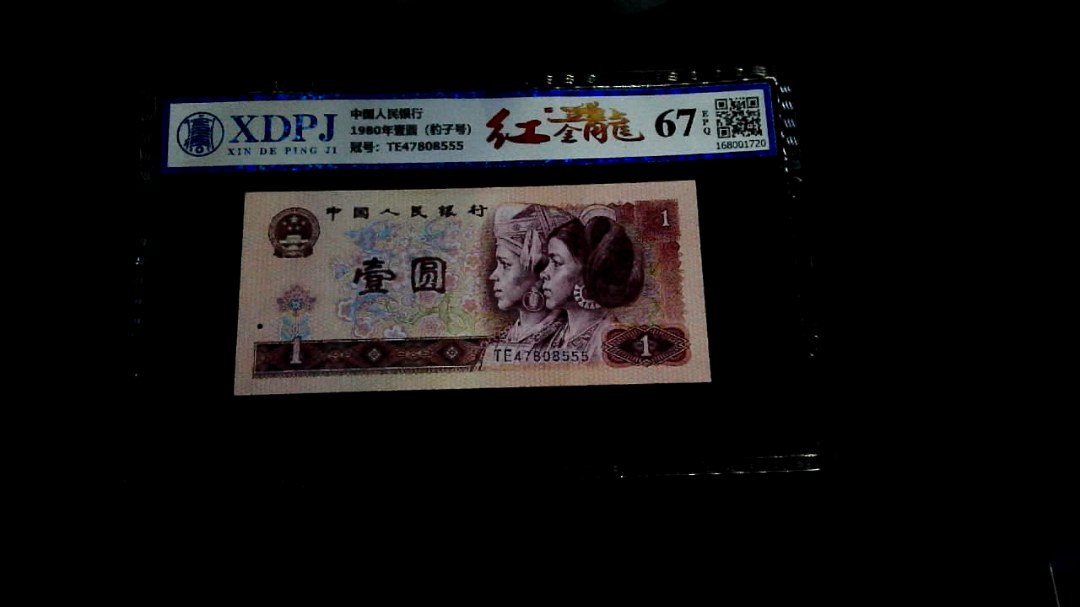 XDPJ
XIN DE PING JI
中國人民銀行
1980年壹圆（豹子号）
冠号：TE47808555
红金龍
67
EPQ
168001720
中国人民银行
1
壹圆
1
TE47808555
1